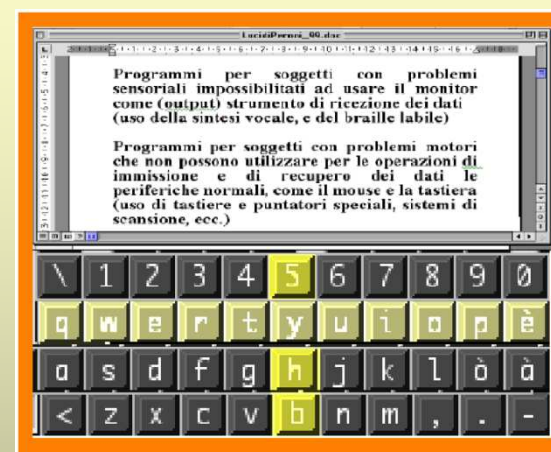 LucidiPeroni_99.doc
Programmi per soggetti con problemi
sensoriali impossibilitati ad usare il monitor
come (output) strumento di ricezione dei dati
(uso della sintesi vocale, e del braille labile)
Programmi per soggetti con problemi motori
che non possono utilizzare per le operazioni di
immissione e di recupero dei dati le
periferiche normali, come il mouse e la tastiera
(uso di tastiere e puntatori speciali, sistemi di
scansione, ecc.)
\ 1 2 3 4 5 6 7 8 9 0
q w e r t y u i o p è
a s d f g h j k l ò à
< z x c v b n m , . -